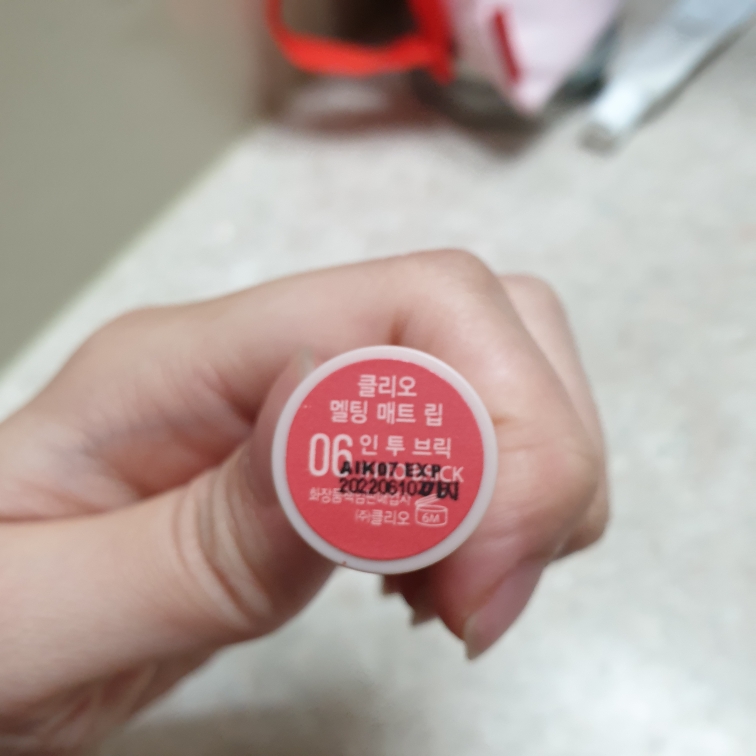 클리오
멜팅 매트 립
06 인 투 브릭
AIK07 EXP
20220610
㈜클리오
6M